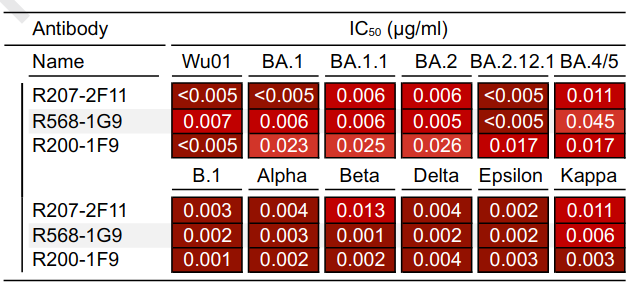 Antibody IC₅₀ (μg/ml)
Name Wu01 BA.1 BA.1.1 BA.2 BA.2.12.1 BA.4/5
R207-2F11 <0.005 <0.005 0.006 0.006 <0.005 0.011
R568-1G9 0.007 0.006 0.006 0.005 <0.005 0.045
R200-1F9 <0.005 0.023 0.025 0.026 0.017 0.017
B.1 Alpha Beta Delta Epsilon Kappa
R207-2F11 0.003 0.004 0.013 0.004 0.002 0.011
R568-1G9 0.002 0.003 0.001 0.002 0.002 0.006
R200-1F9 0.001 0.002 0.002 0.004 0.003 0.003